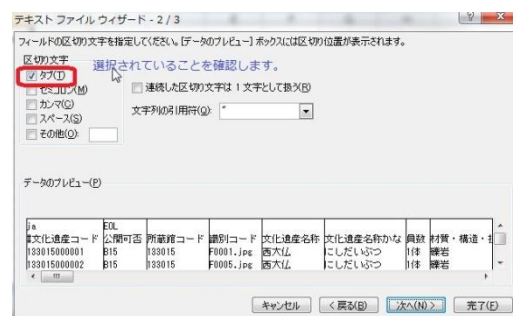 テキスト ファイル ウィザード - 2 / 3
フィールドの区切り文字を指定してください。[データのプレビュー] ボックスには区切り位置が表示されます。
区切り文字
タブ(T)
選択されていることを確認します。
セミコロン(M)
連続した区切り文字は 1 文字として扱う(R)
カンマ(C)
文字列の引用符(Q): "
スペース(S)
その他(O):
データのプレビュー(P)
ja EOL
文化遺産コード 公開可否 所蔵館コード 識別コード 文化遺産名称 文化遺産名称かな 員数 材質・構造・
133015000001 B15 133015 F0001.jpg 西大仏 にしだいぶつ 1体 礫岩
133015000002 B15 133015 F0005.jpg 西大仏 にしだいぶつ 1体 礫岩
キャンセル < 戻る(B) 次へ(N) > 完了(F)